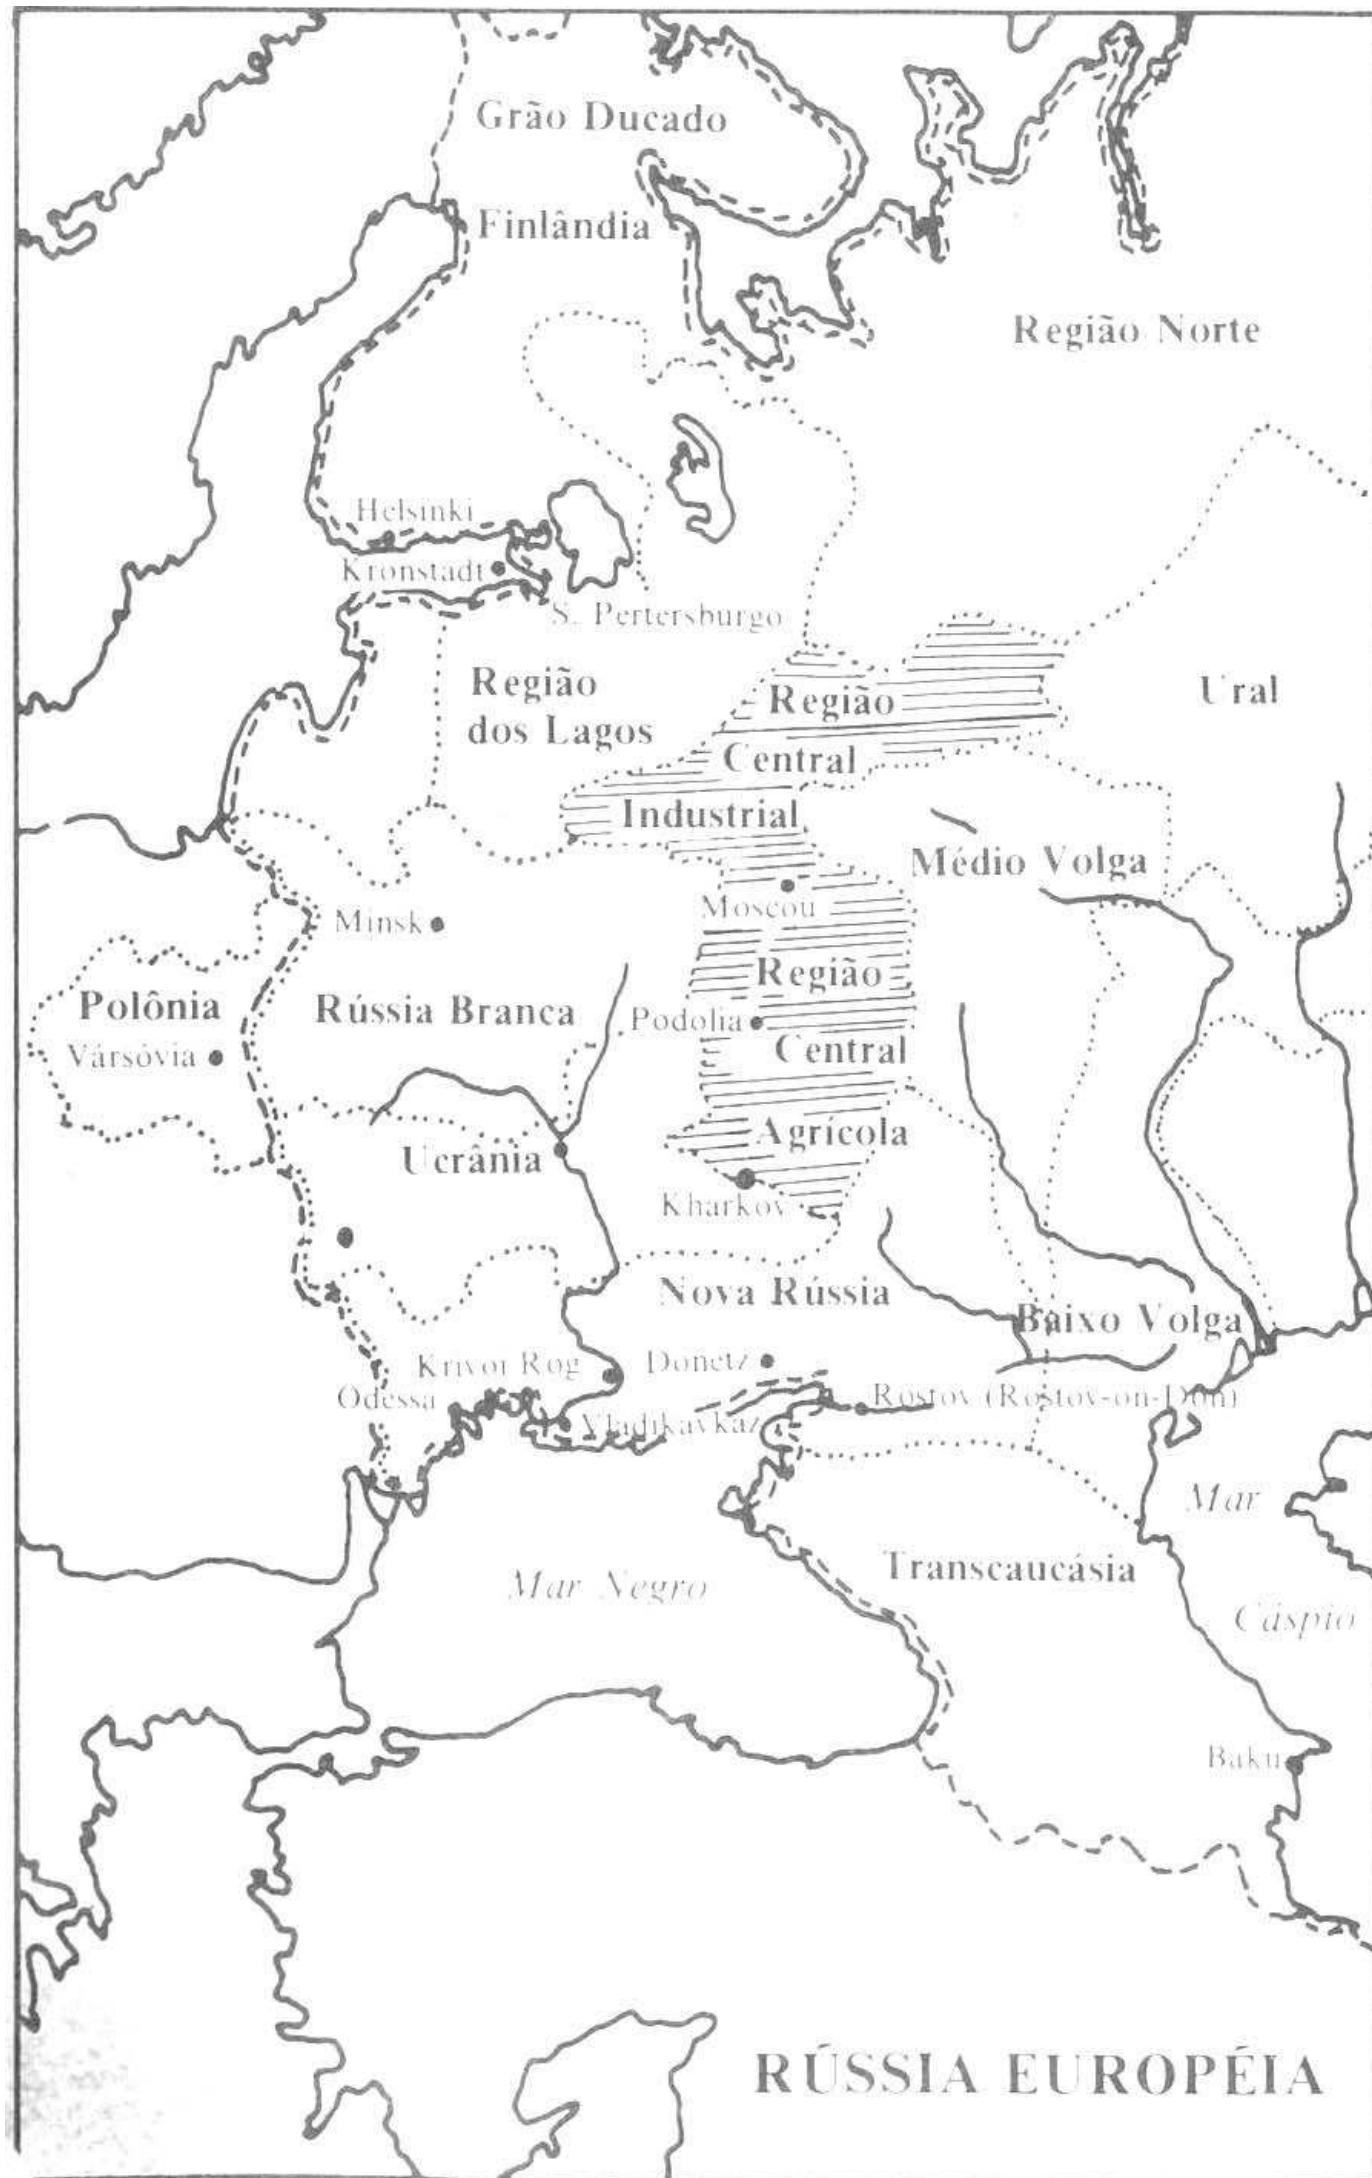 Grão Ducado
Finlândia
Região Norte
Helsinki
Kronstadt
S. Pertersburgo
Região
dos Lagos
Região
Central
Industrial
Ural
Médio Volga
Moscou
Minsk
Polônia
Rússia Branca
Vársóvia
Podolia
Região
Central
Agrícola
Ucrânia
Kharkov
Nova Rússia
Baixo Volga
Krivoi Rog
Donetz
Odessa
Vladikavkaz
Rostov (Rostov-on-Don)
Mar
Cáspio
Transcaucásia
Mar Negro
Baku
RÚSSIA EUROPÉIA